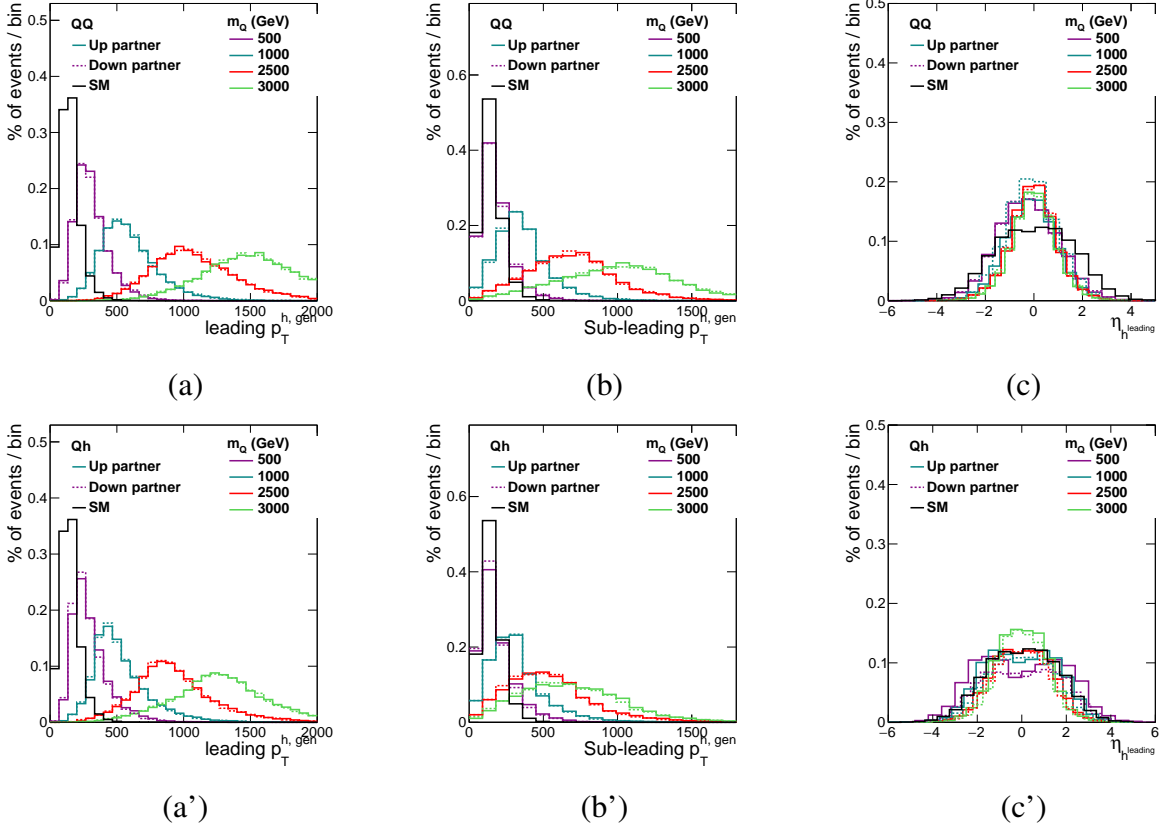 % of events / bin
0.5
0.4
0.3
0.2
0.1
0
QQ
Up partner
Down partner
SM
m_Q (GeV)
500
1000
2500
3000
0 500 1000 1500 2000
leading p_T^{h, gen}
(a)
% of events / bin
0.6
0.4
0.2
0
QQ
Up partner
Down partner
SM
m_Q (GeV)
500
1000
2500
3000
0 500 1000 1500
Sub-leading p_T^{h, gen}
(b)
% of events / bin
0.5
0.4
0.3
0.2
0.1
0
QQ
Up partner
Down partner
SM
m_Q (GeV)
500
1000
2500
3000
−6 −4 −2 0 2 4 6
η_{h^{leading}}
(c)
% of events / bin
0.5
0.4
0.3
0.2
0.1
0
Qh
Up partner
Down partner
SM
m_Q (GeV)
500
1000
2500
3000
0 500 1000 1500 2000
leading p_T^{h, gen}
(a’)
% of events / bin
0.6
0.4
0.2
0
Qh
Up partner
Down partner
SM
m_Q (GeV)
500
1000
2500
3000
0 500 1000 1500
Sub-leading p_T^{h, gen}
(b’)
% of events / bin
0.5
0.4
0.3
0.2
0.1
0
Qh
Up partner
Down partner
SM
m_Q (GeV)
500
1000
2500
3000
−6 −4 −2 0 2 4 6
η_{h^{leading}}
(c’)